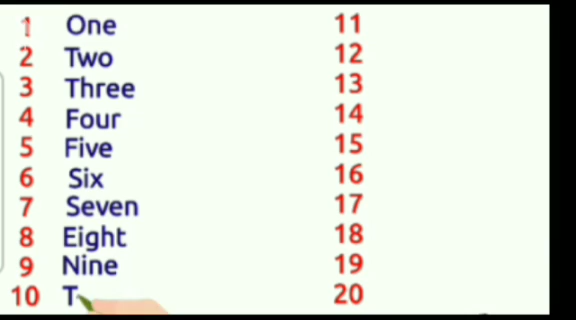 1 One 11
2 Two 12
3 Three 13
4 Four 14
5 Five 15
6 Six 16
7 Seven 17
8 Eight 18
9 Nine 19
10 T 20